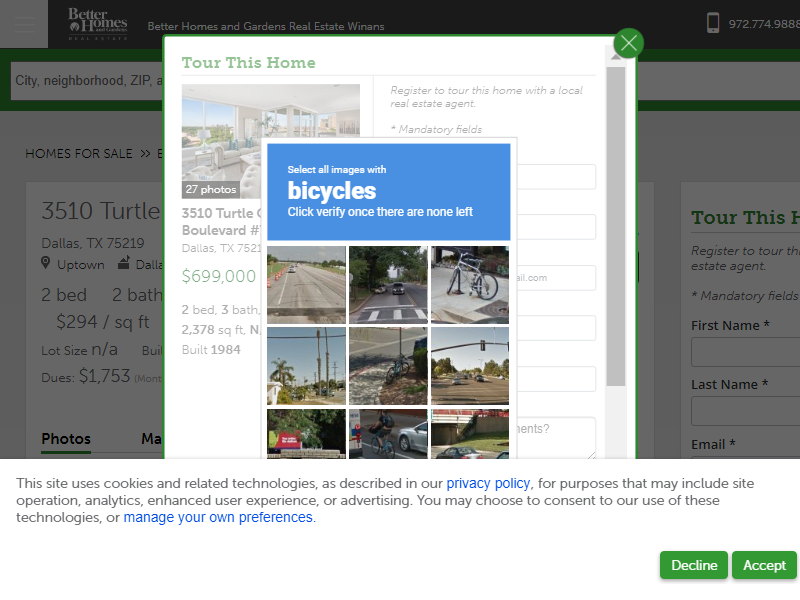 Better
Homes
and Gardens
REAL ESTATE
Better Homes and Gardens Real Estate Winans
972.774.9888
City, neighborhood, ZIP, a
HOMES FOR SALE >>
Tour This Home
27 photos
3510 Turtle C
Boulevard #
Dallas, TX 7521
$699,000
2 bed, 3 bath,
2,378 sq ft, N,
Built 1984
Register to tour this home with a local
real estate agent.
* Mandatory fields
ail.com
ments?
Select all images with
bicycles
Click verify once there are none left
3510 Turtle
Dallas, TX 75219
Uptown Dalla
2 bed 2 bath
$294 / sq ft
Lot Size n/a Buil
Dues: $1,753 (Mont
Photos Ma
Tour This H
Register to tour thi
estate agent.
* Mandatory fields
First Name *
Last Name *
Email *
This site uses cookies and related technologies, as described in our privacy policy, for purposes that may include site
operation, analytics, enhanced user experience, or advertising. You may choose to consent to our use of these
technologies, or manage your own preferences.
Decline Accept